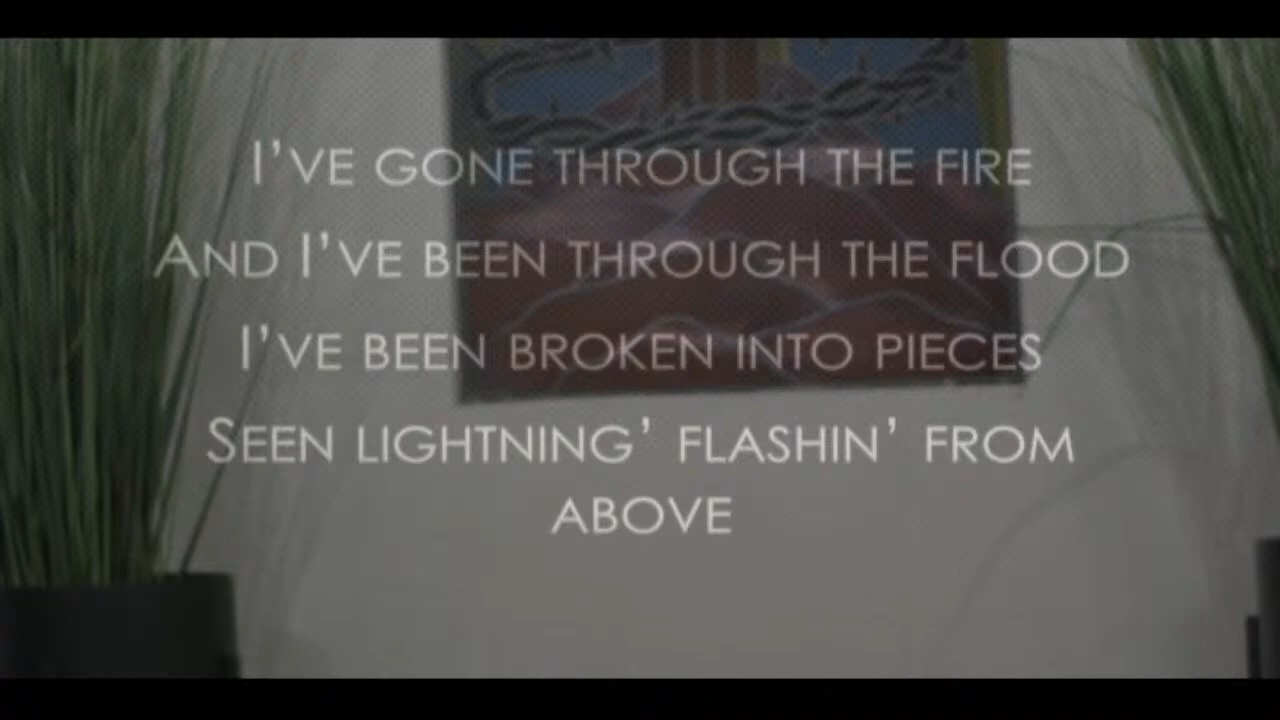 I’VE GONE THROUGH THE FIRE
AND I’VE BEEN THROUGH THE FLOOD
I’VE BEEN BROKEN INTO PIECES
SEEN LIGHTNING’ FLASHIN’ FROM
ABOVE